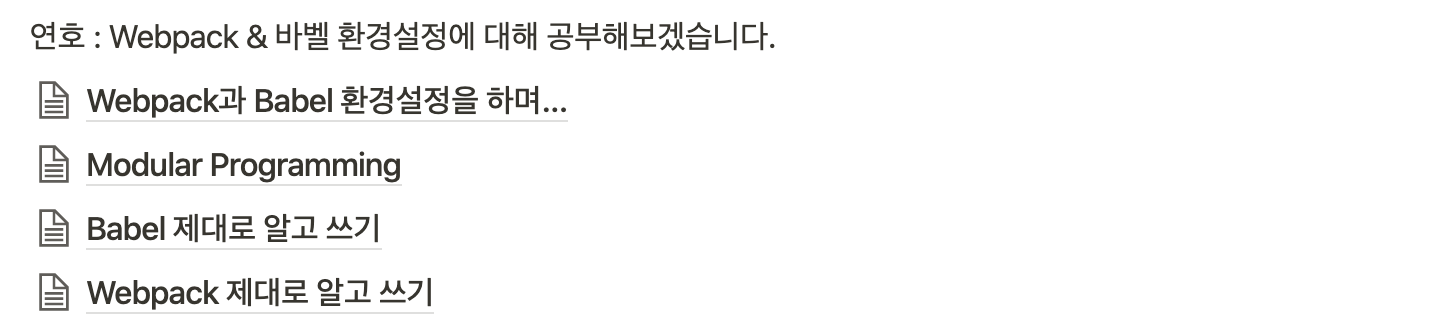 연호 : Webpack & 바벨 환경설정에 대해 공부해보겠습니다.
Webpack과 Babel 환경설정을 하며...
Modular Programming
Babel 제대로 알고 쓰기
Webpack 제대로 알고 쓰기